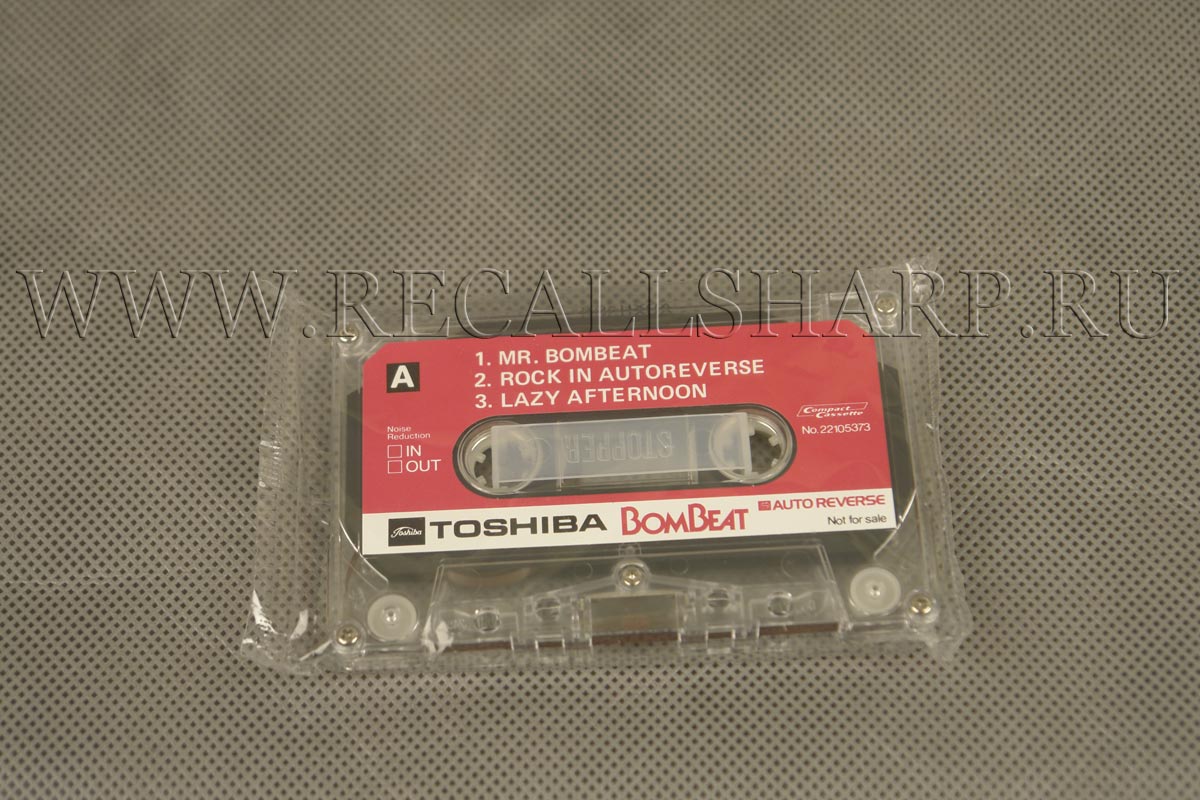 WWW.RECALLSHARP.RU
A
1. MR. BOMBEAT
2. ROCK IN AUTOREVERSE
3. LAZY AFTERNOON
Compact Cassette
No.22105373
Noise
Reduction
IN
OUT
STOPPER
Toshiba TOSHIBA BOMBEAT AUTO REVERSE
Not for sale